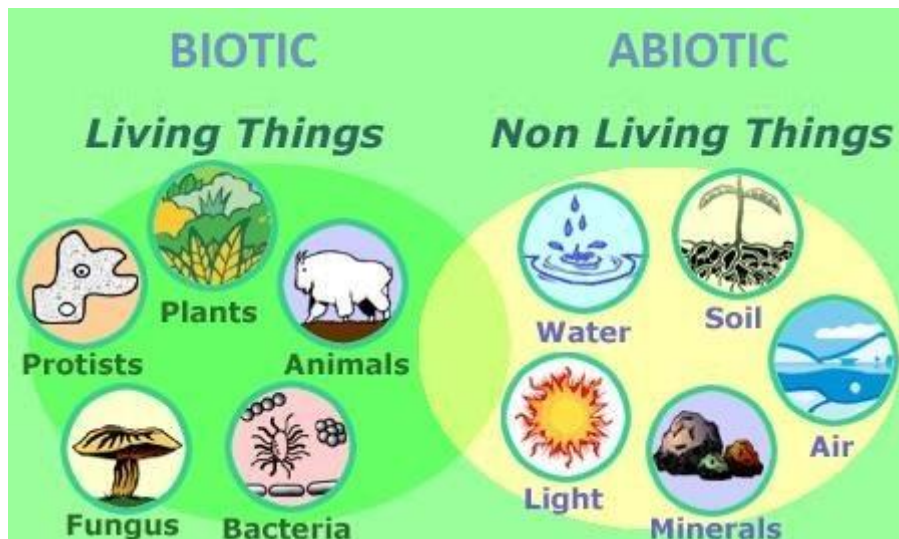 BIOTIC
Living Things
Plants
Protists
Animals
Fungus
Bacteria
ABIOTIC
Non Living Things
Water
Soil
Air
Light
Minerals